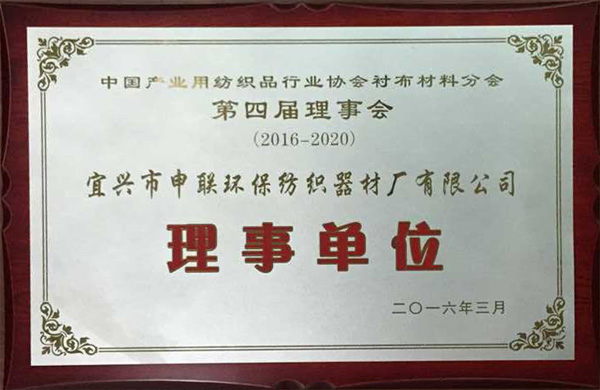 中国产业用纺织品行业协会衬布材料分会
第四届理事会
(2016-2020)
宜兴市申联环保纺织器材厂有限公司
理事单位
二〇一六年三月